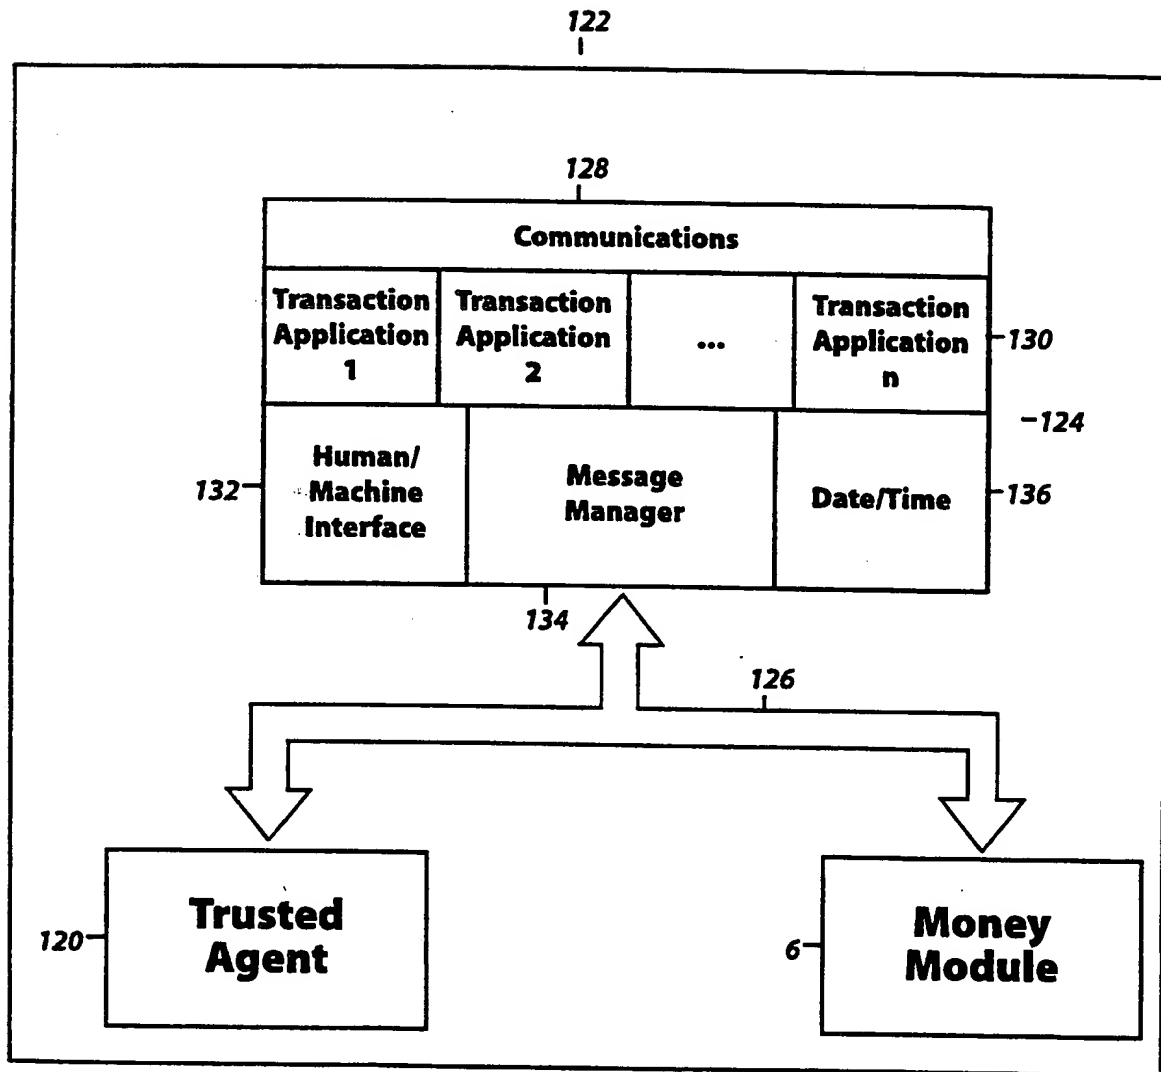 122
128
Communications
Transaction
Application
1
Transaction
Application
2
...
Transaction
Application
n
130
124
132
Human/
Machine
Interface
Message
Manager
Date/Time
136
134
126
120
Trusted
Agent
6
Money
Module